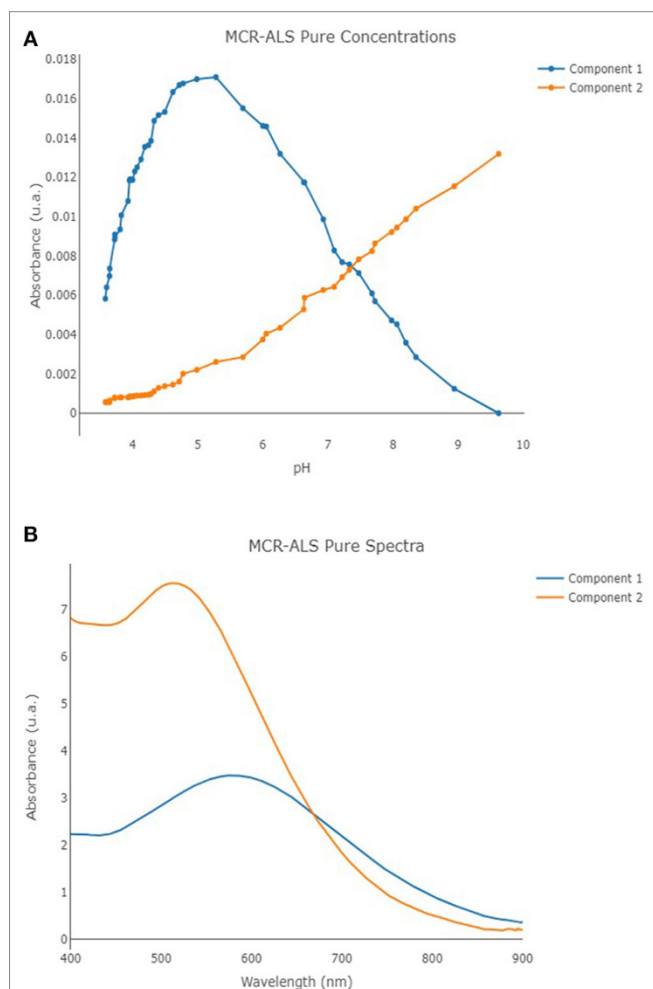 A
MCR-ALS Pure Concentrations
Component 1
Component 2
Absorbance (u.a.)
0.018
0.016
0.014
0.012
0.01
0.008
0.006
0.004
0.002
0
4 5 6 7 8 9 10
pH
B
MCR-ALS Pure Spectra
Component 1
Component 2
Absorbance (u.a.)
7
6
5
4
3
2
1
0
400 500 600 700 800 900
Wavelength (nm)